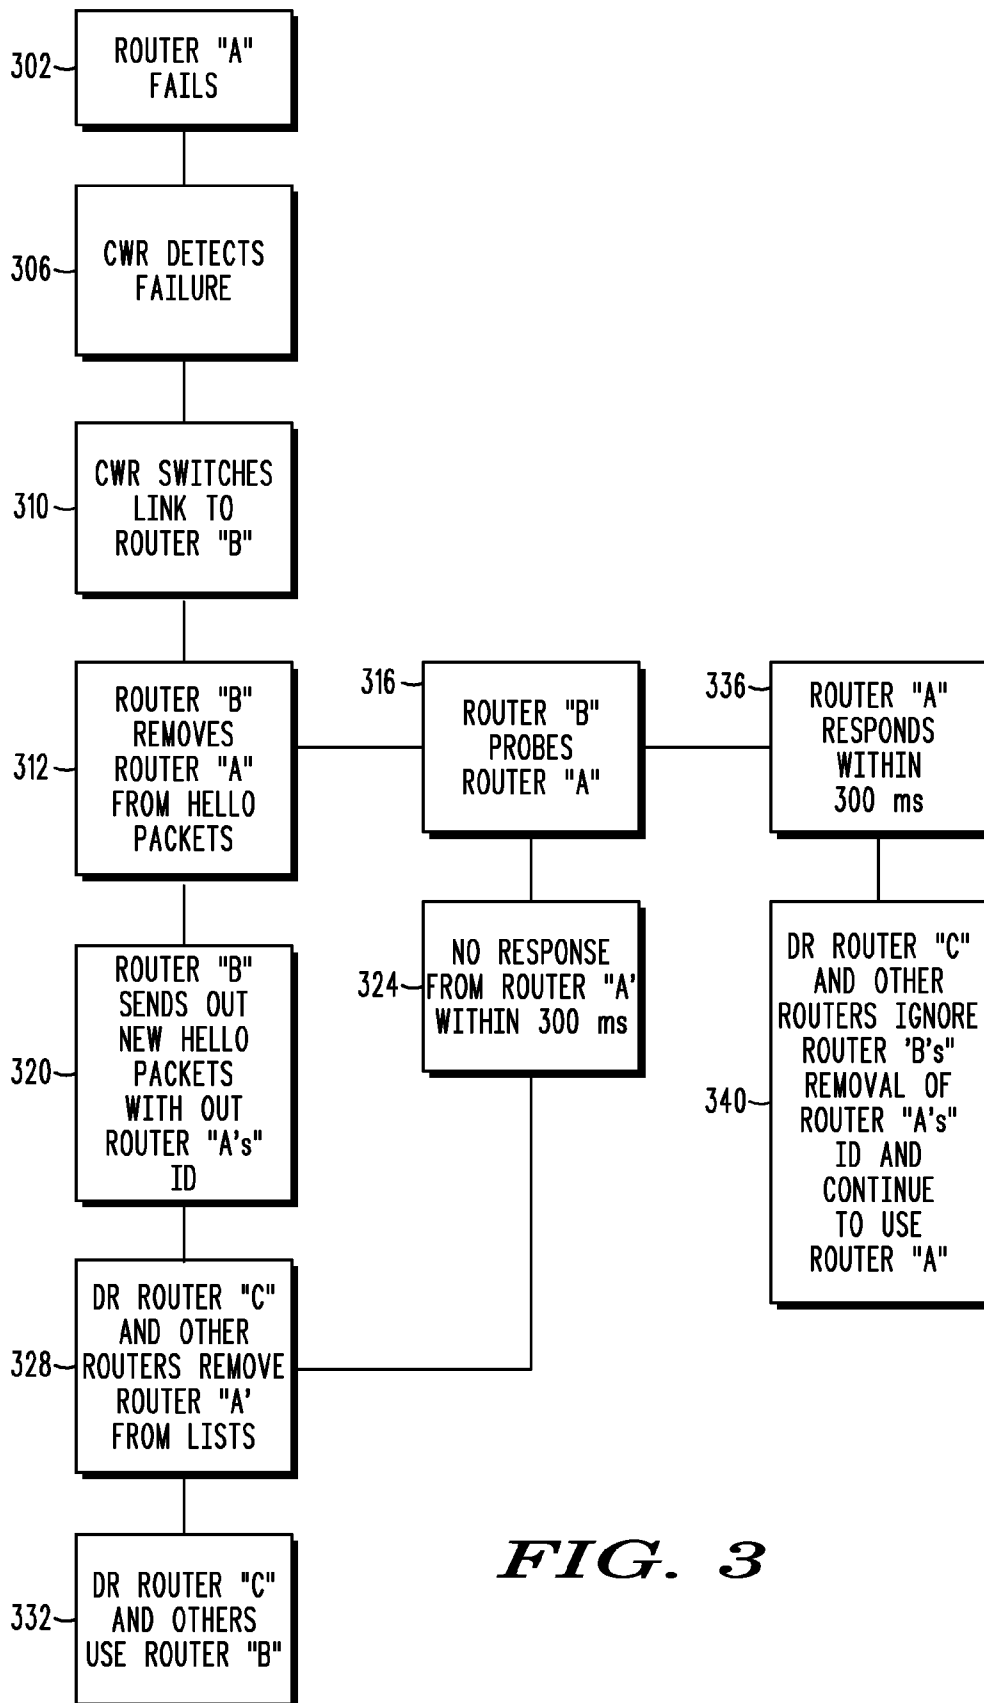 302
ROUTER "A"
FAILS
306
CWR DETECTS
FAILURE
310
CWR SWITCHES
LINK TO
ROUTER "B"
312
ROUTER "B"
REMOVES
ROUTER "A"
FROM HELLO
PACKETS
316
ROUTER "B"
PROBES
ROUTER "A"
336
ROUTER "A"
RESPONDS
WITHIN
300 ms
320
ROUTER "B"
SENDS OUT
NEW HELLO
PACKETS
WITH OUT
ROUTER "A's"
ID
324
NO RESPONSE
FROM ROUTER "A'
WITHIN 300 ms
340
DR ROUTER "C"
AND OTHER
ROUTERS IGNORE
ROUTER 'B's"
REMOVAL OF
ROUTER "A's"
ID AND
CONTINUE
TO USE
ROUTER "A"
328
DR ROUTER "C"
AND OTHER
ROUTERS REMOVE
ROUTER "A'
FROM LISTS
332
DR ROUTER "C"
AND OTHERS
USE ROUTER "B"
FIG. 3